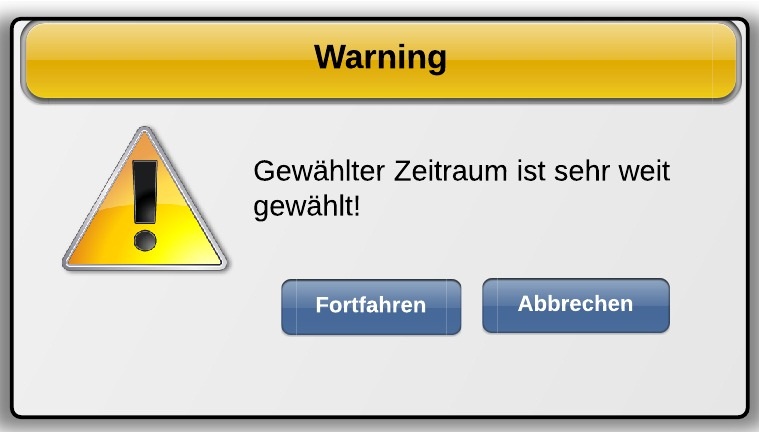 Warning
Gewählter Zeitraum ist sehr weit
gewählt!
Fortfahren
Abbrechen